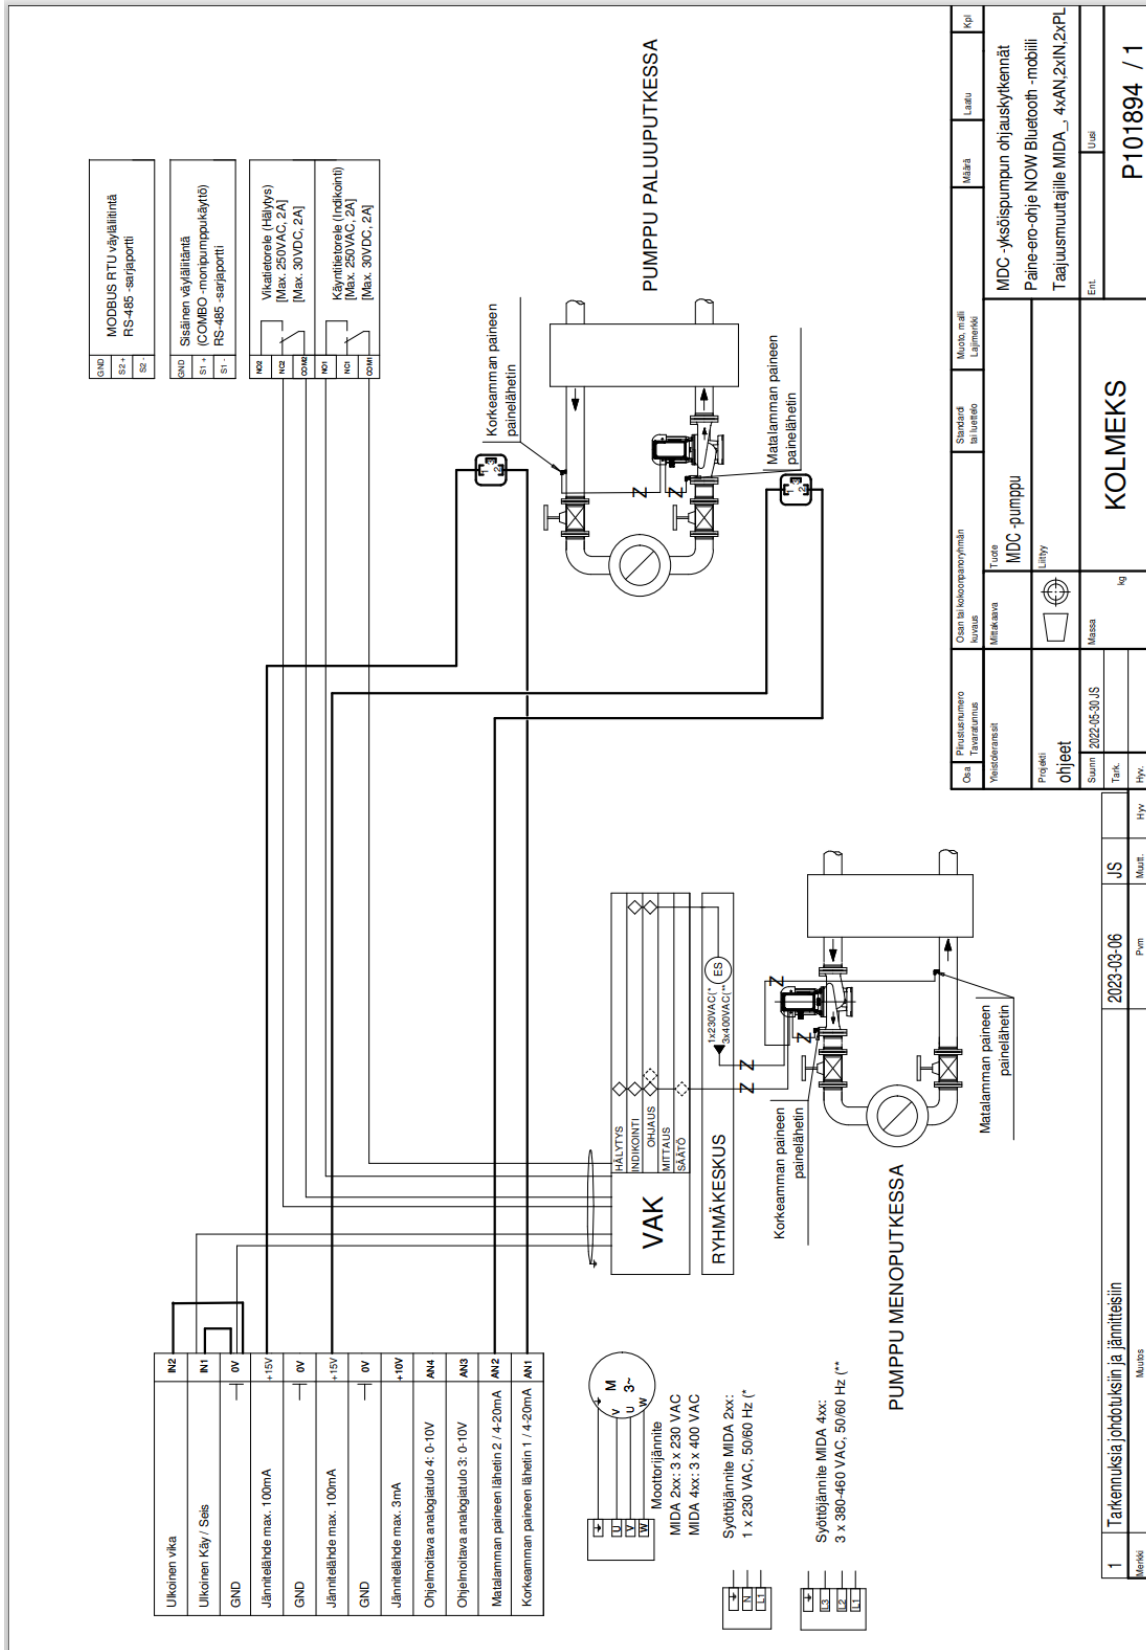 Ulkoinen vika IN2
Ulkoinen Käy / Seis IN1
GND 0V
Jännitelähde max. 100mA +15V
GND 0V
Jännitelähde max. 100mA +15V
GND 0V
Jännitelähde max. 3mA +10V
Ohjelmoitava analogiatulo 4: 0-10V AN4
Ohjelmoitava analogiatulo 3: 0-10V AN3
Matalamman paineen lähetin 2 / 4-20mA AN2
Korkeamman paineen lähetin 1 / 4-20mA AN1
GND
S2 +
S2 -
MODBUS RTU väyläliitintä
RS-485 -sarjaportti
GND
S1 +
S1 -
Sisäinen väyläliitäntä
(COMBO -monipumppukäyttö)
RS-485 -sarjaportti
NO2
NC2
COM2
Vikatietorele (Hälytys)
[Max. 250VAC, 2A]
[Max. 30VDC, 2A]
NO1
NC1
COM1
Käyntitietorele (Indikointi)
[Max. 250VAC, 2A]
[Max. 30VDC, 2A]
1
3
2
Korkeamman paineen
painelähetin
Z
Z
Matalamman paineen
painelähetin
1
3
2
PUMPPU PALUUPUTKESSA
U
V
W
M
3~
V
U
W
Moottorijännite
MIDA 2xx: 3 x 230 VAC
MIDA 4xx: 3 x 400 VAC
N
L1
Syöttöjännite MIDA 2xx:
1 x 230 VAC, 50/60 Hz (*
L3
L2
L1
Syöttöjännite MIDA 4xx:
3 x 380-460 VAC, 50/60 Hz (**
VAK
HÄLYTYS
INDIKOINTI
OHJAUS
MITTAUS
SÄÄTÖ
RYHMÄKESKUS
1x230VAC(*
3x400VAC(**
ES
Z
Z
Z
Z
Korkeamman paineen
painelähetin
Matalamman paineen
painelähetin
PUMPPU MENOPUTKESSA
Osa
Piirustusnumero
Tavaratunnus
Osan tai kokoonpanoryhmän
kuvaus
Standardi
tai luettelo
Muoto, malli
Lajimerkki
Määrä
Laatu
Kpl
Yleistoleranssit
Mittakaava
Tuote
MDC -pumppu
MDC -yksöispumpun ohjauskytkennät
Paine-ero-ohje NOW Bluetooth -mobiili
Taajuusmuuttajille MIDA_, 4xAN,2xIN,2xPL
Projekti
ohjeet
Liittyy
Suunn 2022-05-30 JS
Tark.
Hyv.
Massa
kg
KOLMEKS
Ent.
Uusi
P101894 / 1
1 Tarkennuksia johdotuksiin ja jännitteisiin 2023-03-06 JS
Merkki Muutos Pvm Muutt. Hyv